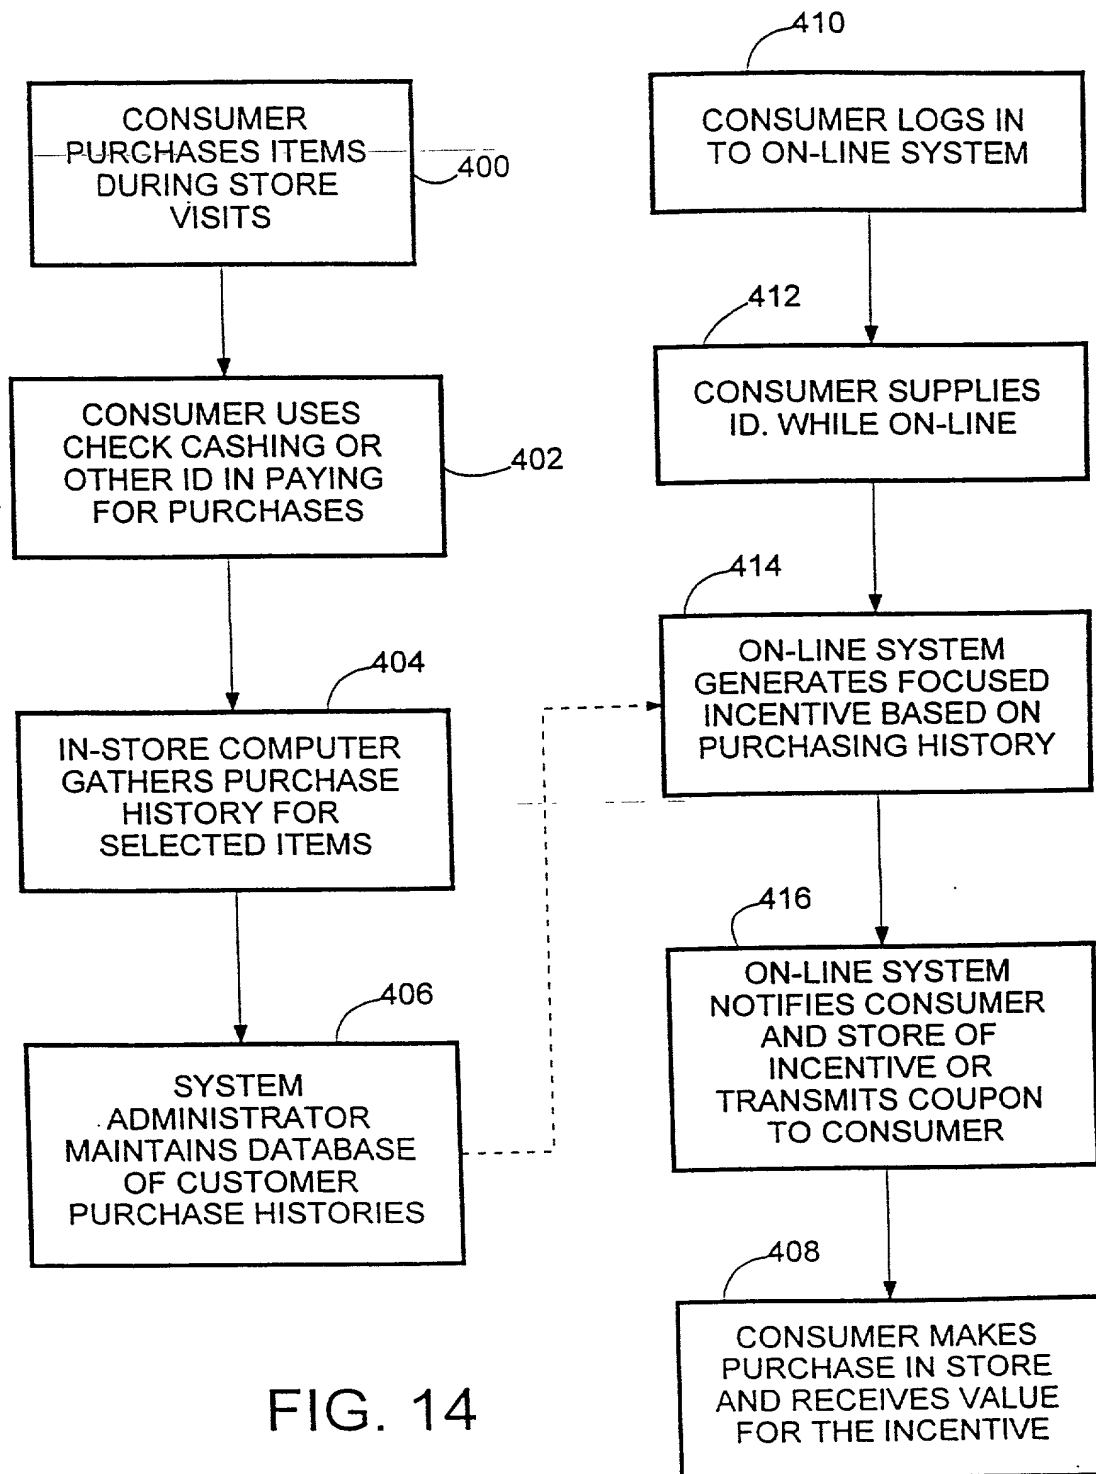 CONSUMER
PURCHASES ITEMS
DURING STORE
VISITS
400
CONSUMER USES
CHECK CASHING OR
OTHER ID IN PAYING
FOR PURCHASES
402
404
IN-STORE COMPUTER
GATHERS PURCHASE
HISTORY FOR
SELECTED ITEMS
406
SYSTEM
ADMINISTRATOR
MAINTAINS DATABASE
OF CUSTOMER
PURCHASE HISTORIES
410
CONSUMER LOGS IN
TO ON-LINE SYSTEM
412
CONSUMER SUPPLIES
ID. WHILE ON-LINE
414
ON-LINE SYSTEM
GENERATES FOCUSED
INCENTIVE BASED ON
PURCHASING HISTORY
416
ON-LINE SYSTEM
NOTIFIES CONSUMER
AND STORE OF
INCENTIVE OR
TRANSMITS COUPON
TO CONSUMER
408
CONSUMER MAKES
PURCHASE IN STORE
AND RECEIVES VALUE
FOR THE INCENTIVE
FIG. 14